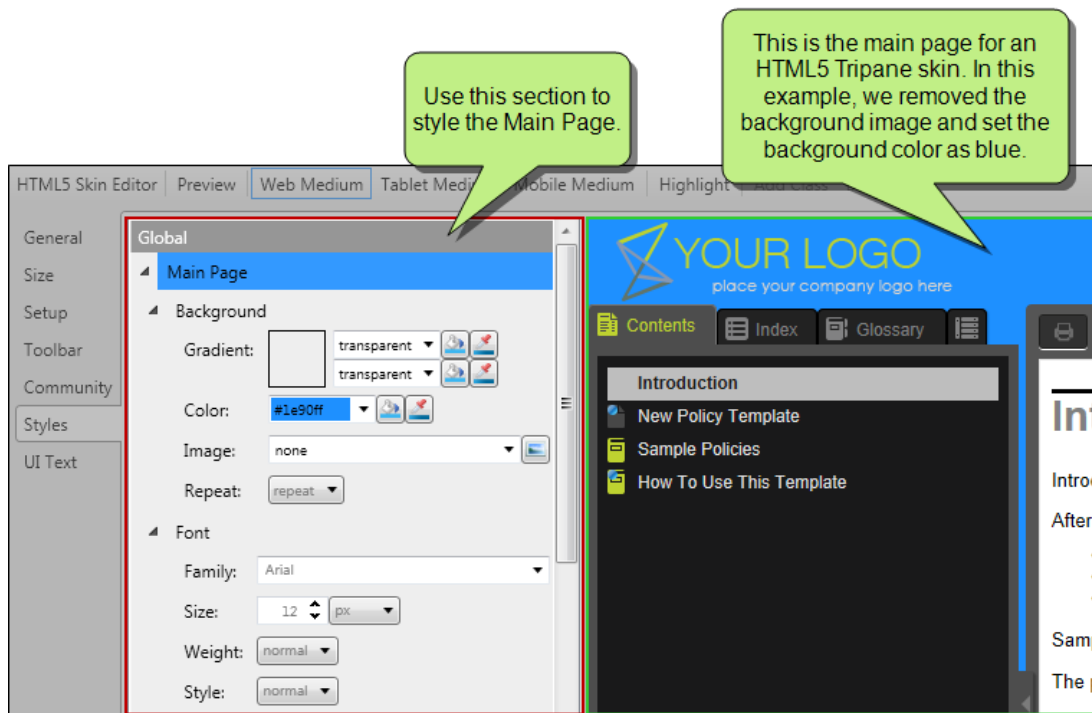 Use this section to
style the Main Page.
This is the main page for an
HTML5 Tripane skin. In this
example, we removed the
background image and set the
background color as blue.
HTML5 Skin Editor Preview Web Medium Tablet Medi Mobile Medium Highlight Add Class
General
Size
Setup
Toolbar
Community
Styles
UI Text
Global
Main Page
Background
Gradient: transparent
transparent
Color: #1e90ff
Image: none
Repeat: repeat
Font
Family: Arial
Size: 12 px
Weight: normal
Style: normal
YOUR LOGO
place your company logo here
Contents Index Glossary
Introduction
New Policy Template
Sample Policies
How To Use This Template
Int
Intro
After
Samp
The